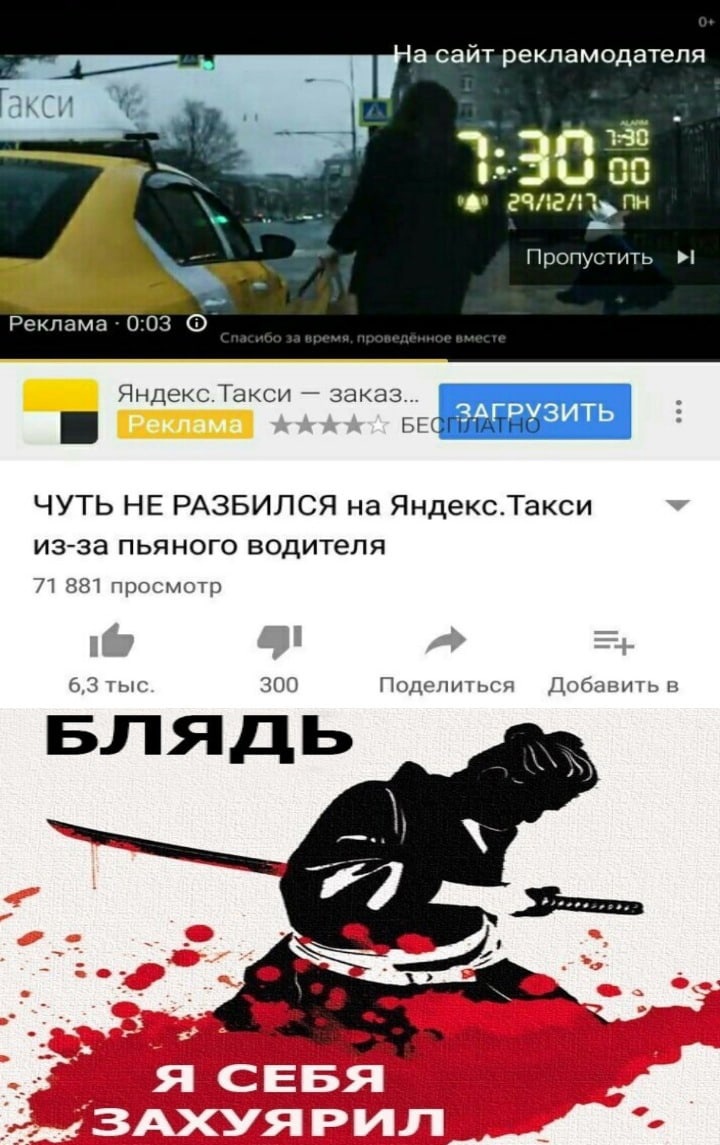 0+
На сайт рекламодателя
Такси
ALARM
7:30 7:30
00
29/12/17 ПН
Пропустить
Реклама · 0:03
Спасибо за время, проведённое вместе
Яндекс.Такси — заказ...
ЗАГРУЗИТЬ
Реклама БЕСПЛАТНО
ЧУТЬ НЕ РАЗБИЛСЯ на Яндекс.Такси
из-за пьяного водителя
71 881 просмотр
6,3 тыс. 300 Поделиться Добавить в
БЛЯДЬ
Я СЕБЯ
ЗАХУЯРИЛ